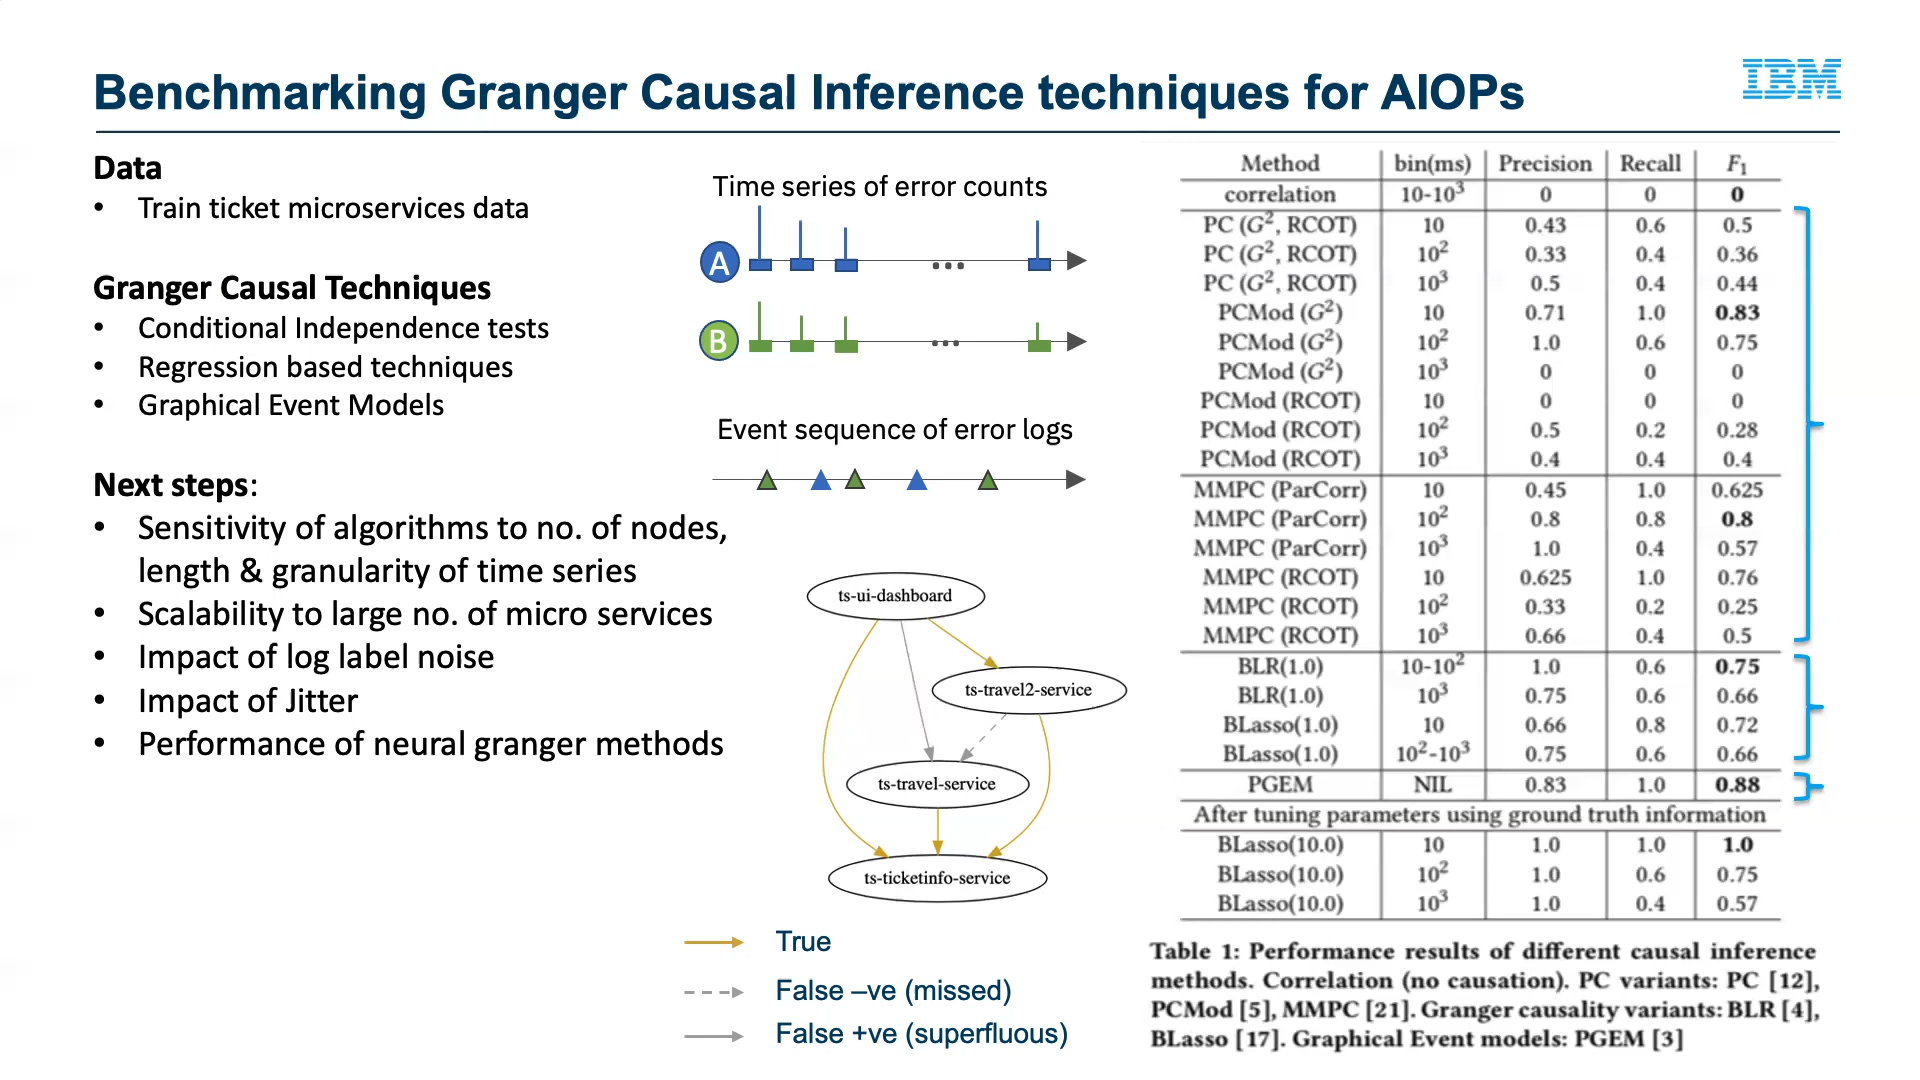 Benchmarking Granger Causal Inference techniques for AIOPs
IBM
Data
• Train ticket microservices data
Granger Causal Techniques
• Conditional Independence tests
• Regression based techniques
• Graphical Event Models
Next steps:
• Sensitivity of algorithms to no. of nodes,
length & granularity of time series
• Scalability to large no. of micro services
• Impact of log label noise
• Impact of Jitter
• Performance of neural granger methods
Time series of error counts
A
...
B
...
Event sequence of error logs
ts-ui-dashboard
ts-travel2-service
ts-travel-service
ts-ticketinfo-service
True
False –ve (missed)
False +ve (superfluous)
Method bin(ms) Precision Recall F₁
correlation 10-10³ 0 0 0
PC (G², RCOT) 10 0.43 0.6 0.5
PC (G², RCOT) 10² 0.33 0.4 0.36
PC (G², RCOT) 10³ 0.5 0.4 0.44
PCMod (G²) 10 0.71 1.0 0.83
PCMod (G²) 10² 1.0 0.6 0.75
PCMod (G²) 10³ 0 0 0
PCMod (RCOT) 10 0 0 0
PCMod (RCOT) 10² 0.5 0.2 0.28
PCMod (RCOT) 10³ 0.4 0.4 0.4
MMPC (ParCorr) 10 0.45 1.0 0.625
MMPC (ParCorr) 10² 0.8 0.8 0.8
MMPC (ParCorr) 10³ 1.0 0.4 0.57
MMPC (RCOT) 10 0.625 1.0 0.76
MMPC (RCOT) 10² 0.33 0.2 0.25
MMPC (RCOT) 10³ 0.66 0.4 0.5
BLR(1.0) 10-10² 1.0 0.6 0.75
BLR(1.0) 10³ 0.75 0.6 0.66
BLasso(1.0) 10 0.66 0.8 0.72
BLasso(1.0) 10²-10³ 0.75 0.6 0.66
PGEM NIL 0.83 1.0 0.88
After tuning parameters using ground truth information
BLasso(10.0) 10 1.0 1.0 1.0
BLasso(10.0) 10² 1.0 0.6 0.75
BLasso(10.0) 10³ 1.0 0.4 0.57
Table 1: Performance results of different causal inference
methods. Correlation (no causation). PC variants: PC [12],
PCMod [5], MMPC [21]. Granger causality variants: BLR [4],
BLasso [17]. Graphical Event models: PGEM [3]